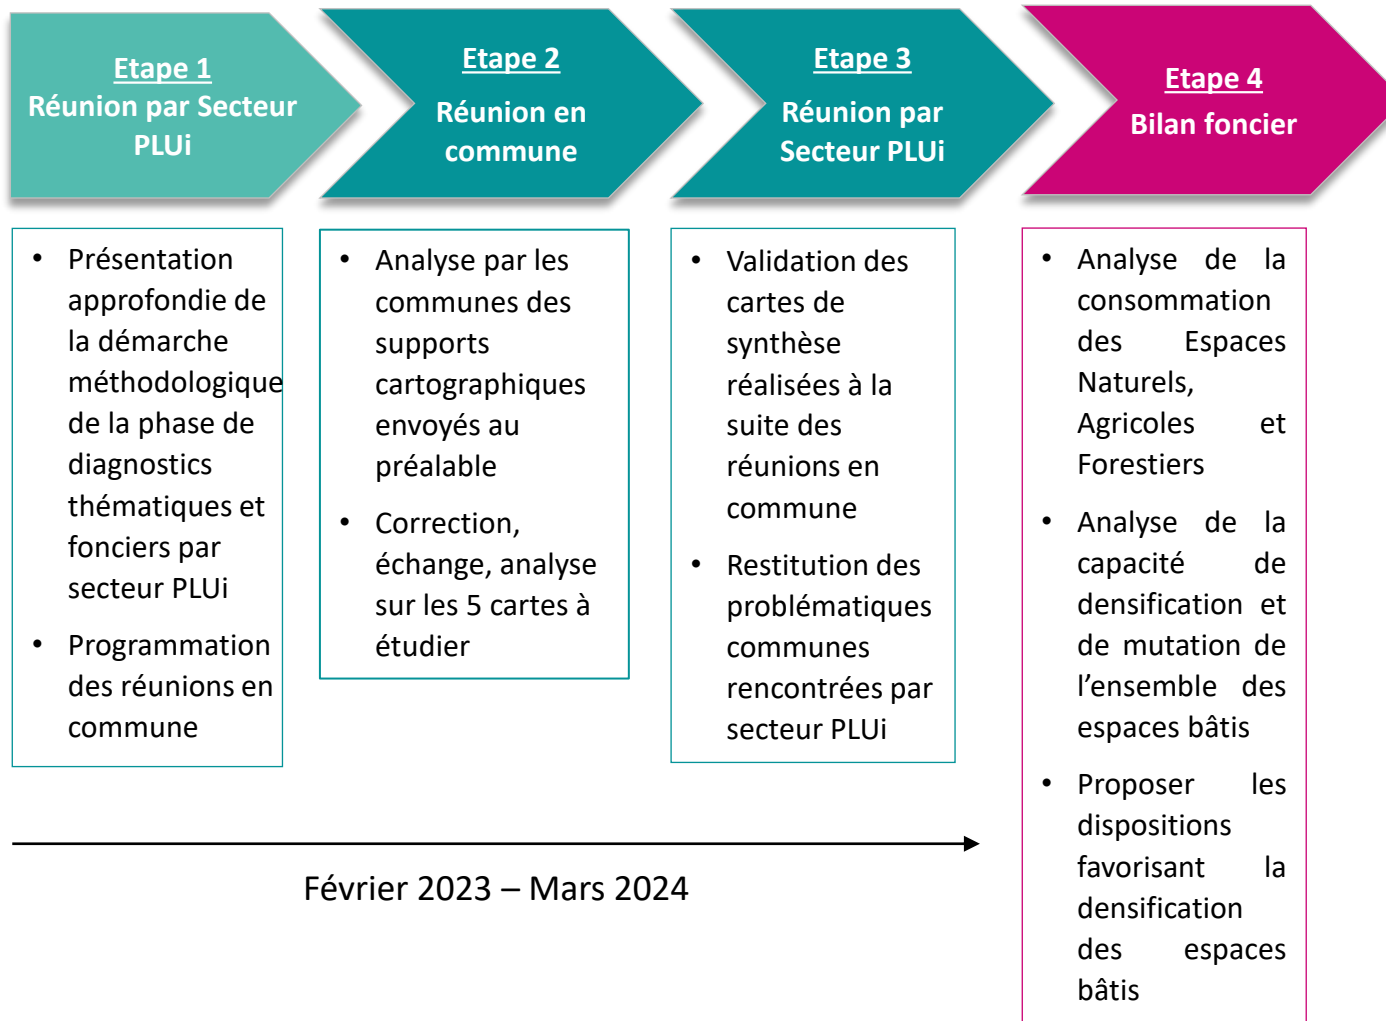 Etape 1
Réunion par Secteur
PLUi
Etape 2
Réunion en
commune
Etape 3
Réunion par
Secteur PLUi
Etape 4
Bilan foncier
• Présentation
approfondie de
la démarche
méthodologique
de la phase de
diagnostics
thématiques et
fonciers par
secteur PLUi
• Programmation
des réunions en
commune
• Analyse par les
communes des
supports
cartographiques
envoyés au
préalable
• Correction,
échange, analyse
sur les 5 cartes à
étudier
• Validation des
cartes de
synthèse
réalisées à la
suite des
réunions en
commune
• Restitution des
problématiques
communes
rencontrées par
secteur PLUi
• Analyse de la
consommation
des Espaces
Naturels,
Agricoles et
Forestiers
• Analyse de la
capacité de
densification et
de mutation de
l’ensemble des
espaces bâtis
• Proposer les
dispositions
favorisant la
densification
des espaces
bâtis
Février 2023 – Mars 2024